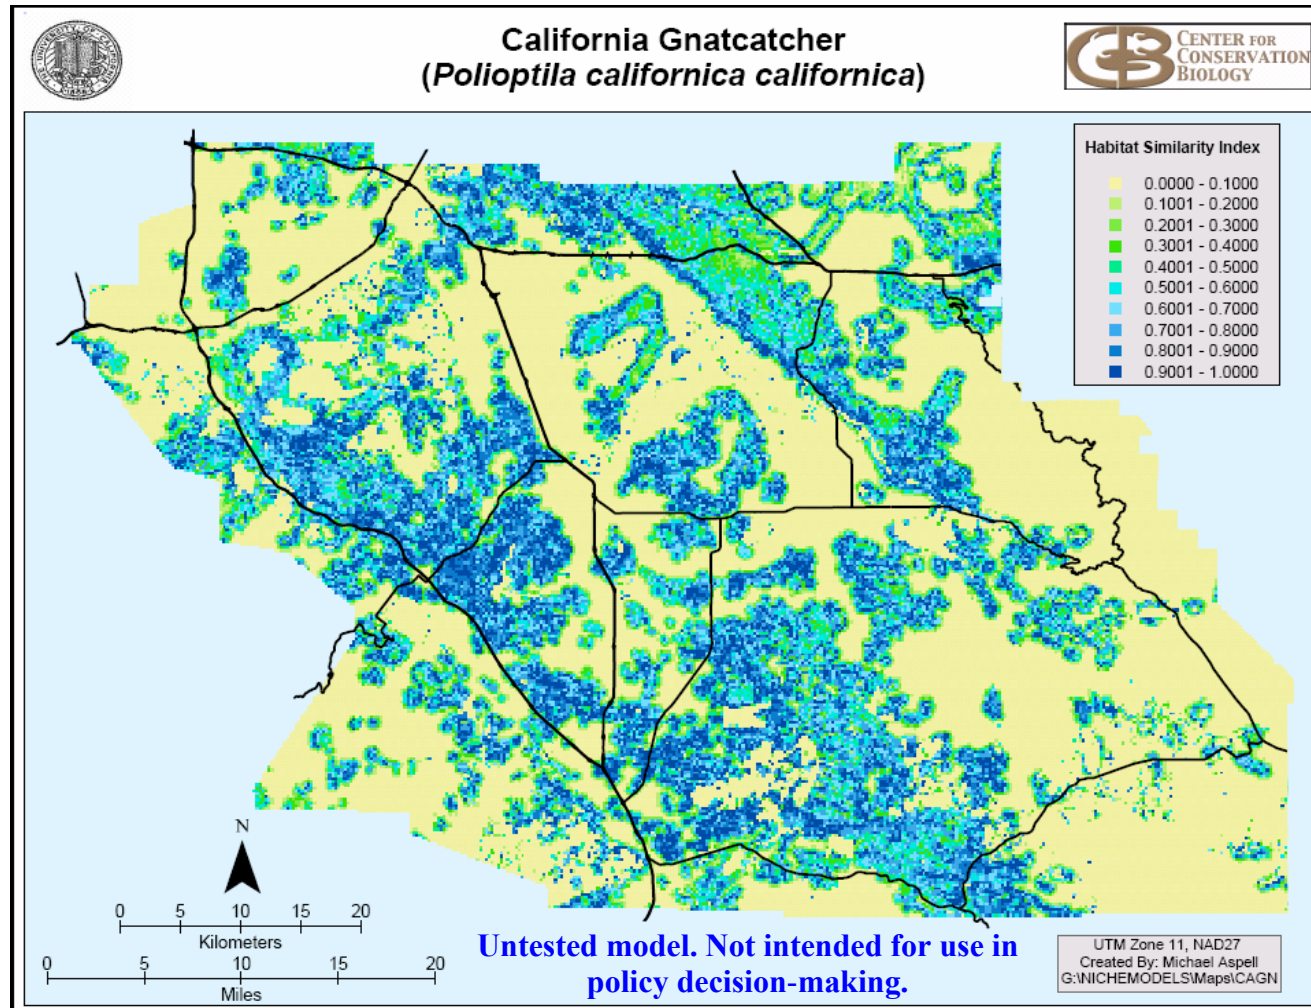 California Gnatcatcher
(Polioptila californica californica)
CENTER FOR
CONSERVATION
BIOLOGY
Habitat Similarity Index
0.0000 - 0.1000
0.1001 - 0.2000
0.2001 - 0.3000
0.3001 - 0.4000
0.4001 - 0.5000
0.5001 - 0.6000
0.6001 - 0.7000
0.7001 - 0.8000
0.8001 - 0.9000
0.9001 - 1.0000
N
0 5 10 15 20
Kilometers
0 5 10 15 20
Miles
Untested model. Not intended for use in
policy decision-making.
UTM Zone 11, NAD27
Created By: Michael Aspell
G:\NICHEMODELS\Maps\CAGN